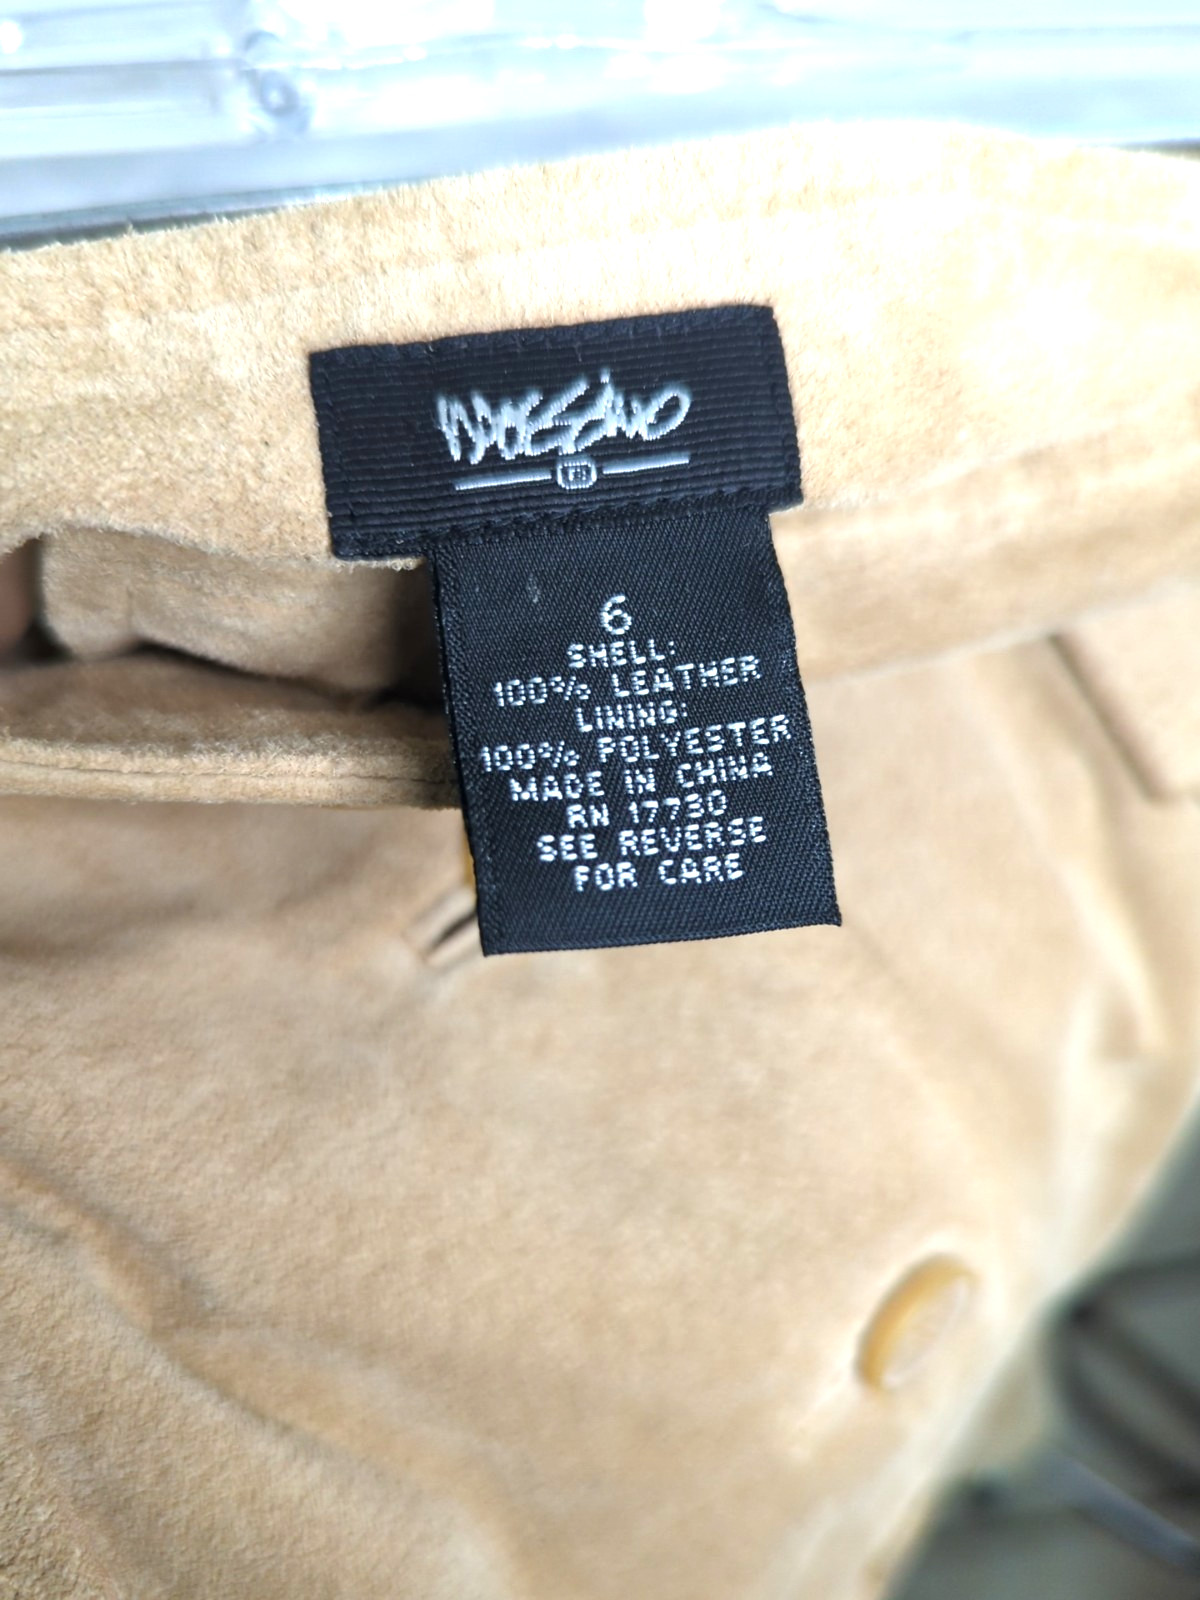 mossimo
6
SHELL:
100% LEATHER
LINING:
100% POLYESTER
MADE IN CHINA
RN 17730
SEE REVERSE
FOR CARE